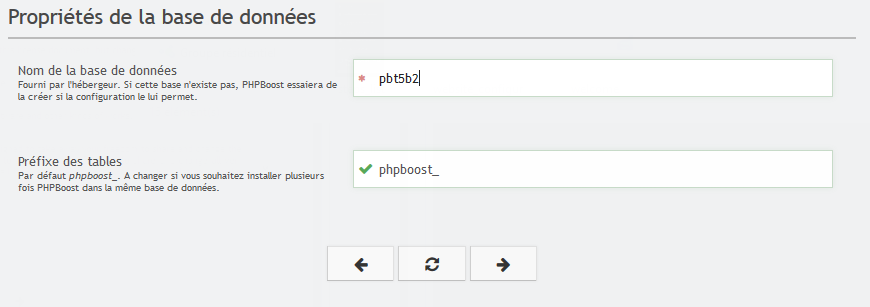 Propriétés de la base de données
Nom de la base de données
Fourni par l'hébergeur. Si cette base n'existe pas, PHPBoost essaiera de
la créer si la configuration le lui permet.
* pbt5b2
Préfixe des tables
Par défaut phpboost_. A changer si vous souhaitez installer plusieurs
fois PHPBoost dans la même base de données.
phpboost_